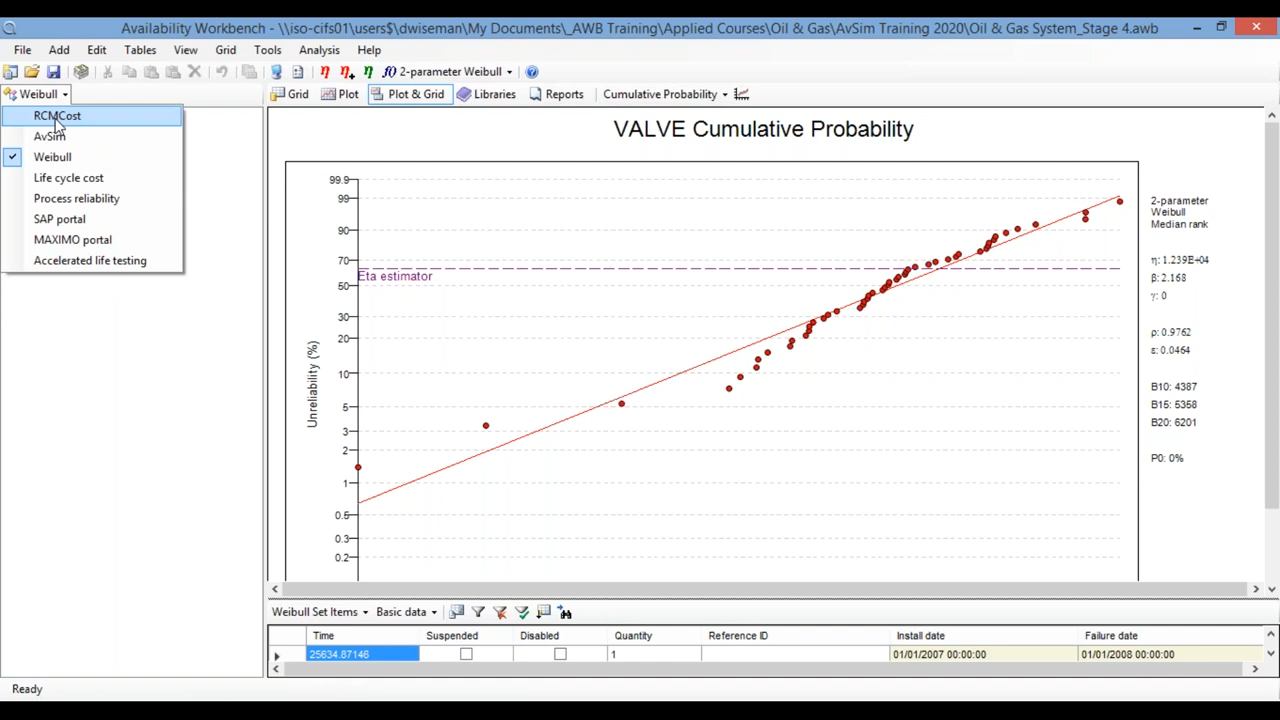 Availability Workbench - \\iso-cifs01\users$\dwiseman\My Documents\_AWB Training\Applied Courses\Oil & Gas\AvSim Training 2020\Oil & Gas System_Stage 4.awb
File Add Edit Tables View Grid Tools Analysis Help
η η+ η f() 2-parameter Weibull
Weibull Grid Plot Plot & Grid Libraries Reports Cumulative Probability
RCMCost
AvSim
Weibull
Life cycle cost
Process reliability
SAP portal
MAXIMO portal
Accelerated life testing
VALVE Cumulative Probability
Unreliability (%)
99.9
99
90
70
50
30
20
10
5
3
2
1
0.5
0.3
0.2
Eta estimator
2-parameter
Weibull
Median rank
η: 1.239E+04
β: 2.168
γ: 0
ρ: 0.9762
ε: 0.0464
B10: 4387
B15: 5358
B20: 6201
P0: 0%
Weibull Set Items Basic data
Time Suspended Disabled Quantity Reference ID Install date Failure date
25634.87146 1 01/01/2007 00:00:00 01/01/2008 00:00:00
Ready